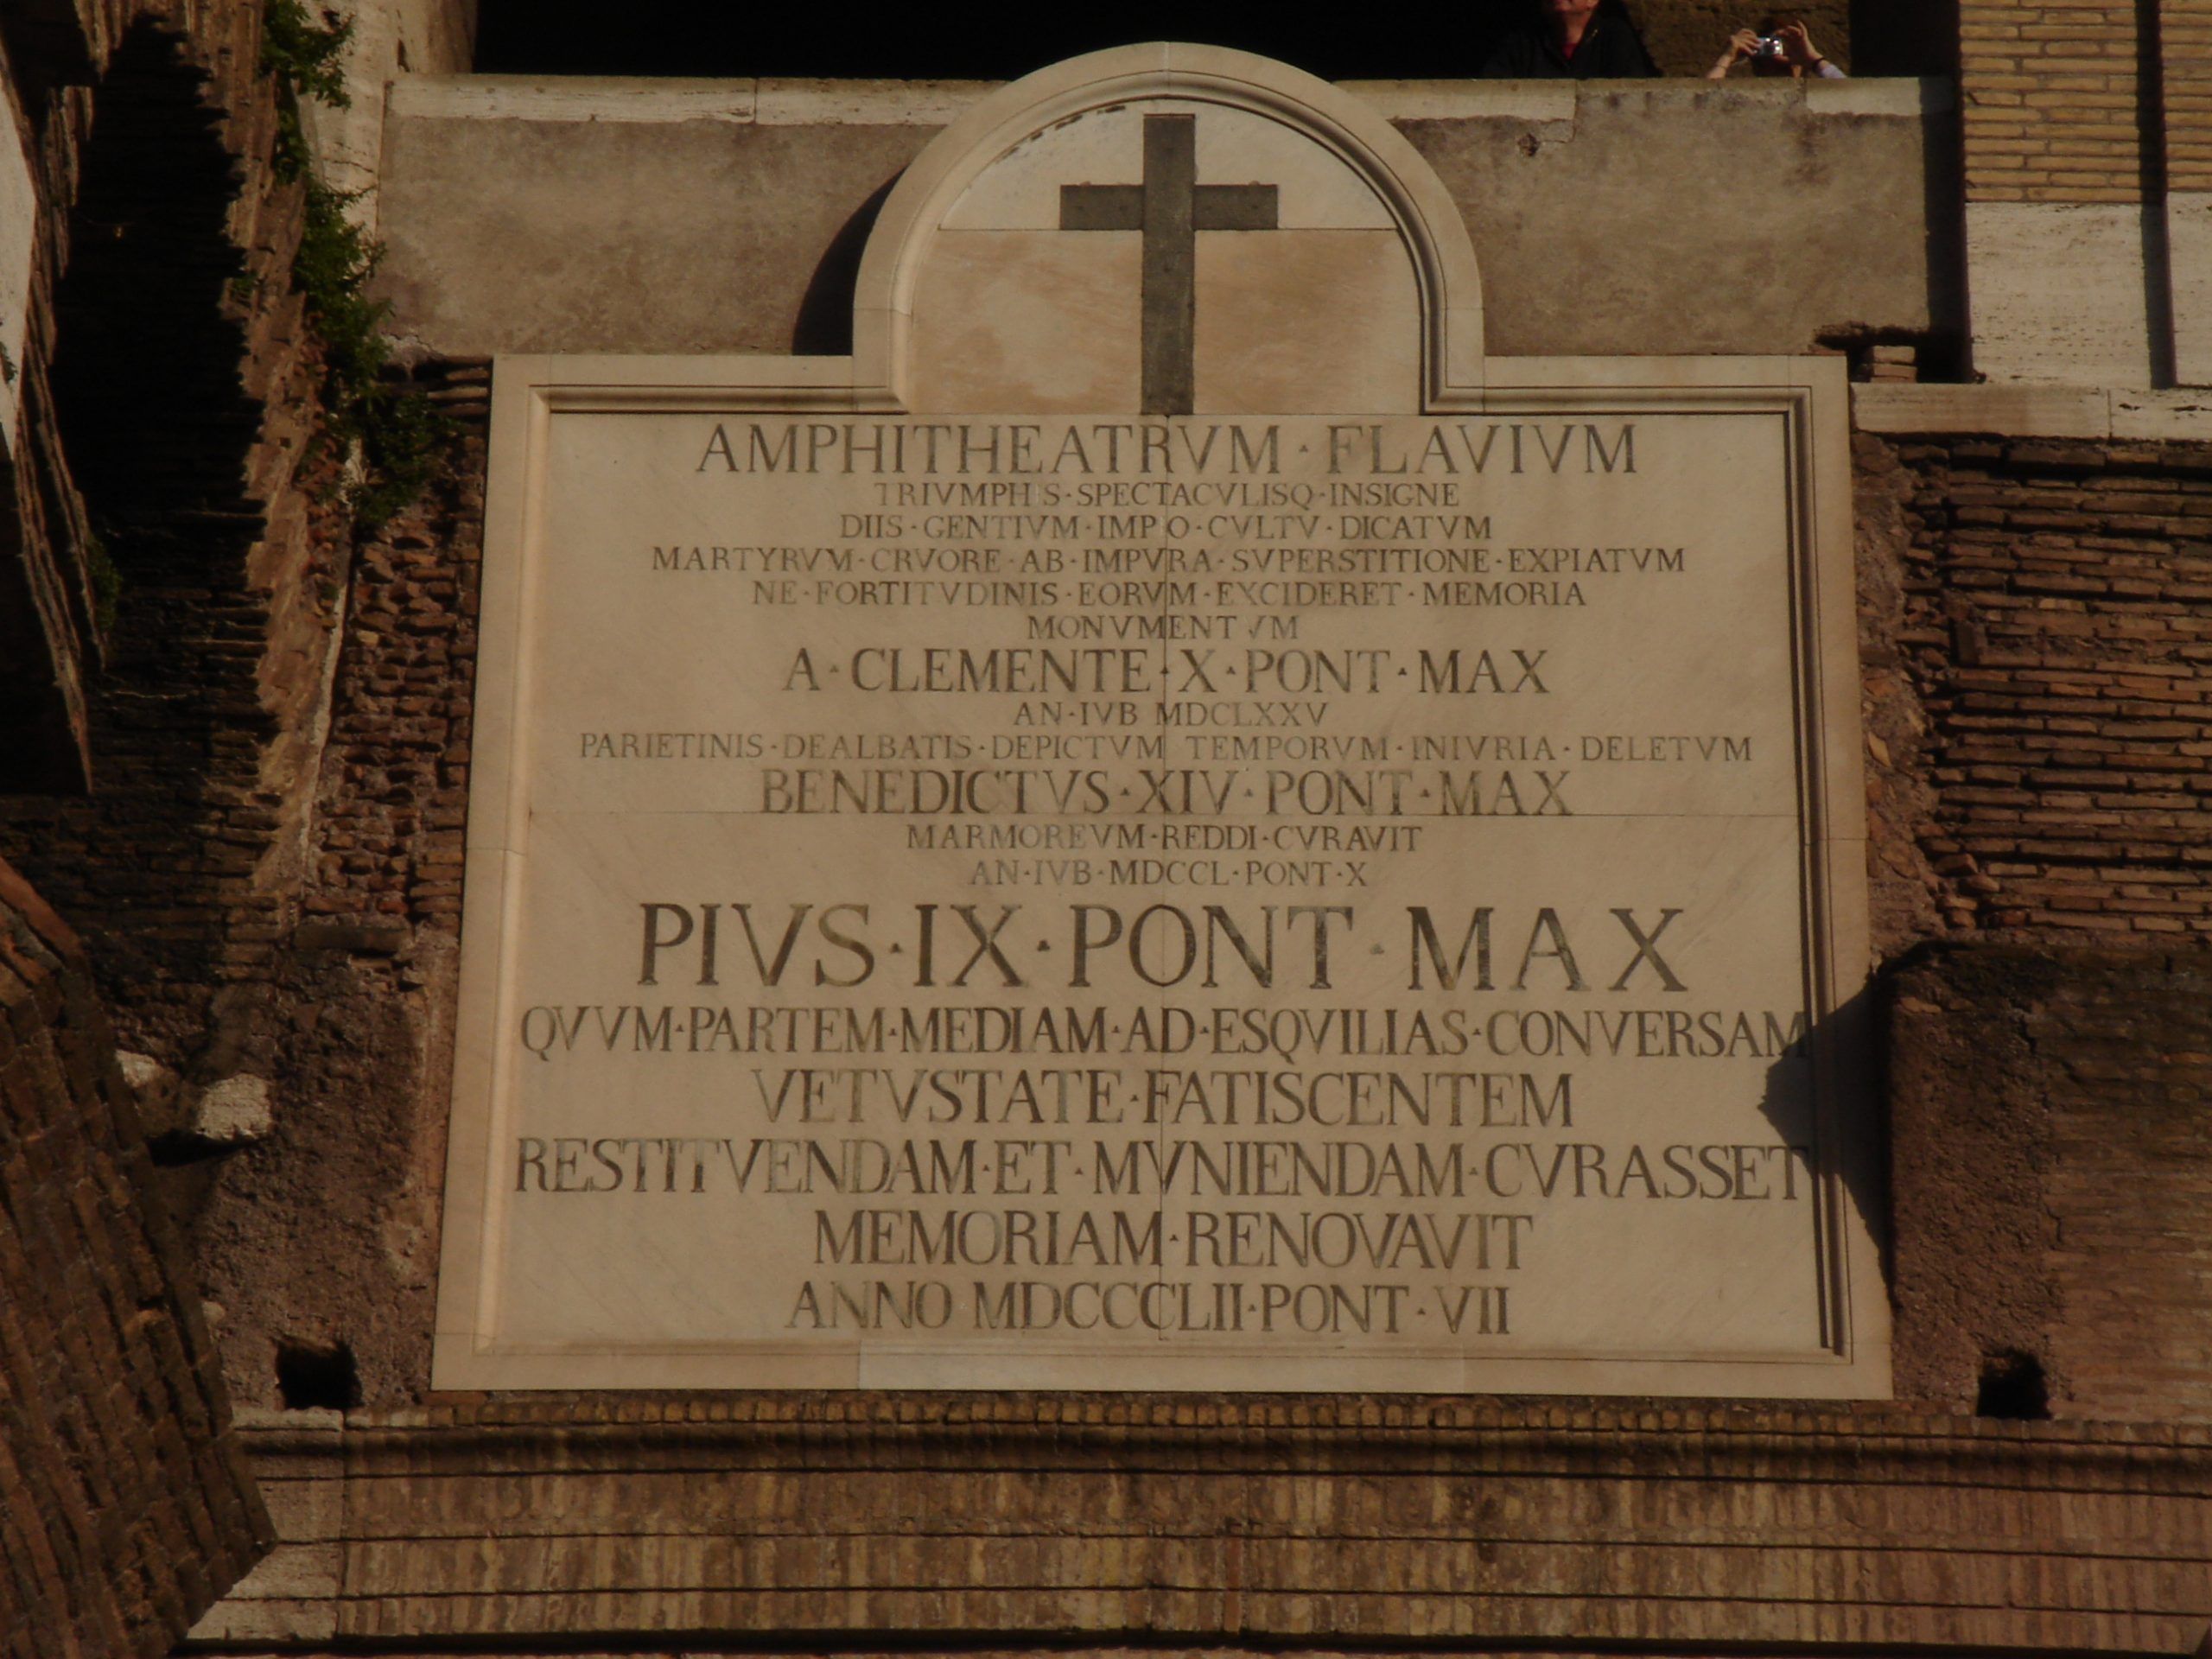 AMPHITHEATRVM · FLAVIVM
TRIVMPHIS · SPECTACVLISQ · INSIGNE
DIIS · GENTIVM · IMPIO · CVLTV · DICATVM
MARTYRVM · CRVORE · AB · IMPVRA · SVPERSTITIONE · EXPIATVM
NE · FORTITVDINIS · EORVM · EXCIDERET · MEMORIA
MONVMENTVM
A · CLEMENTE · X · PONT · MAX
AN · IVB MDCLXXV
PARIETINIS · DEALBATIS · DEPICTVM TEMPORVM · INIVRIA · DELETVM
BENEDICTVS · XIV · PONT · MAX
MARMOREVM · REDDI · CVRAVIT
AN · IVB · MDCCL · PONT · X
PIVS · IX · PONT · MAX
QVVM · PARTEM · MEDIAM · AD · ESQVILIAS · CONVERSAM
VETVSTATE · FATISCENTEM
RESTITVENDAM · ET · MVNIENDAM · CVRASSET
MEMORIAM · RENOVAVIT
ANNO MDCCCLII · PONT · VII